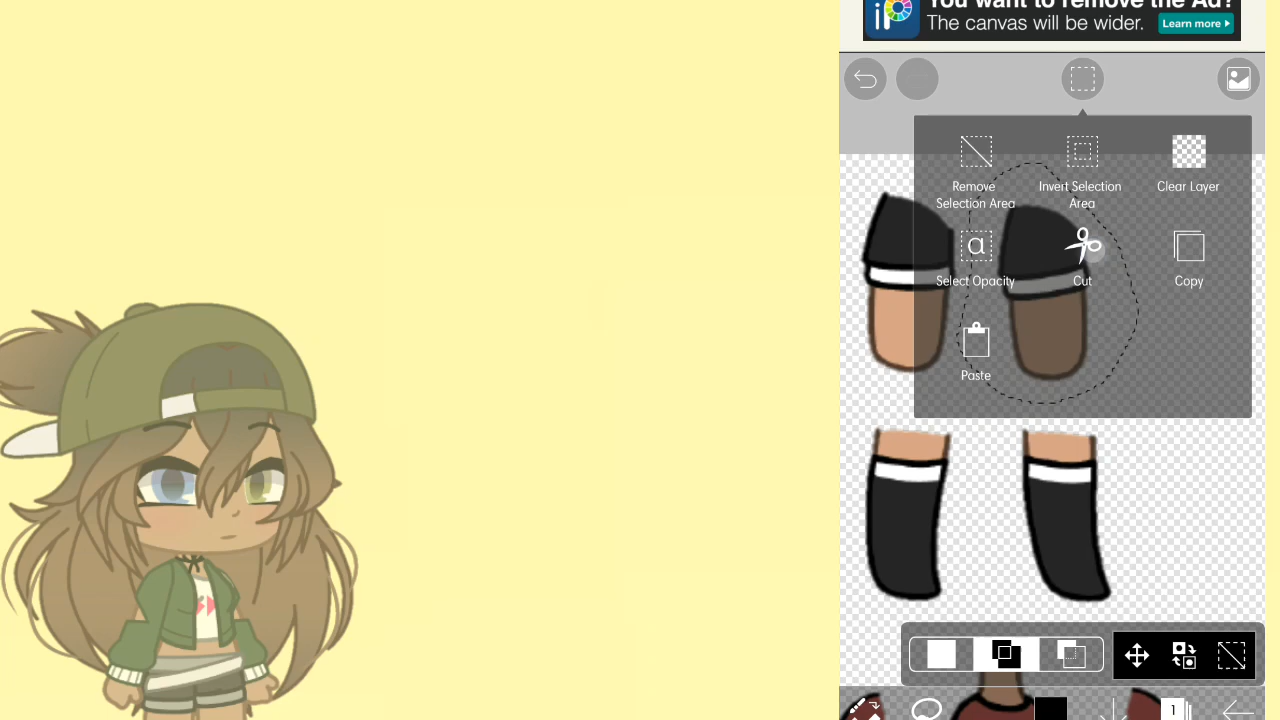 You want to remove the Ad?
The canvas will be wider.
Learn more
iP
Remove
Selection Area
Invert Selection
Area
Clear Layer
α
Select Opacity
Cut
Copy
Paste
1